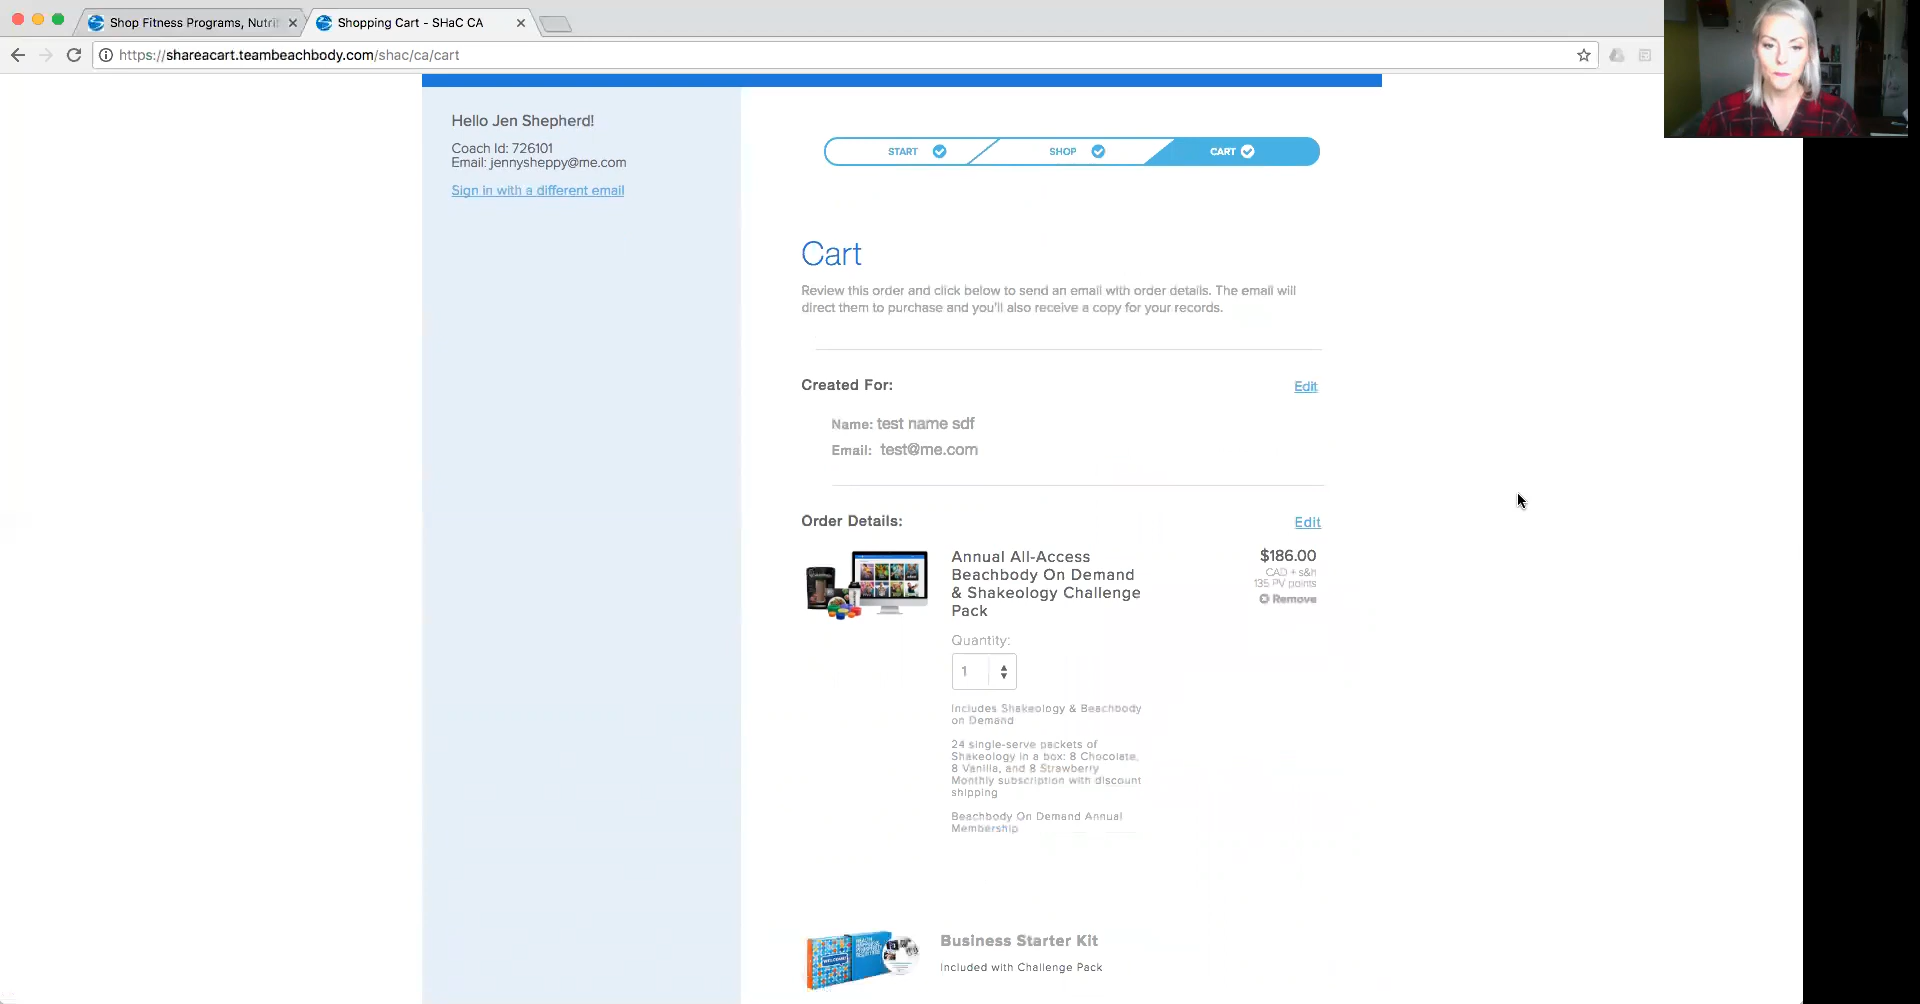 Shop Fitness Programs, Nutri
Shopping Cart - SHaC CA
https://shareacart.teambeachbody.com/shac/ca/cart
Hello Jen Shepherd!
Coach Id: 726101
Email: jennysheppy@me.com
Sign in with a different email
START
SHOP
CART
Cart
Review this order and click below to send an email with order details. The email will
direct them to purchase and you'll also receive a copy for your records.
Created For:
Edit
Name: test name sdf
Email: test@me.com
Order Details:
Edit
Annual All-Access
Beachbody On Demand
& Shakeology Challenge
Pack
$186.00
CAD + s&h
135 PV points
Remove
Quantity:
1
Includes Shakeology & Beachbody
on Demand
24 single-serve packets of
Shakeology in a box: 8 Chocolate,
8 Vanilla, and 8 Strawberry
Monthly subscription with discount
shipping
Beachbody On Demand Annual
Membership
WELCOME!
Business Starter Kit
Included with Challenge Pack